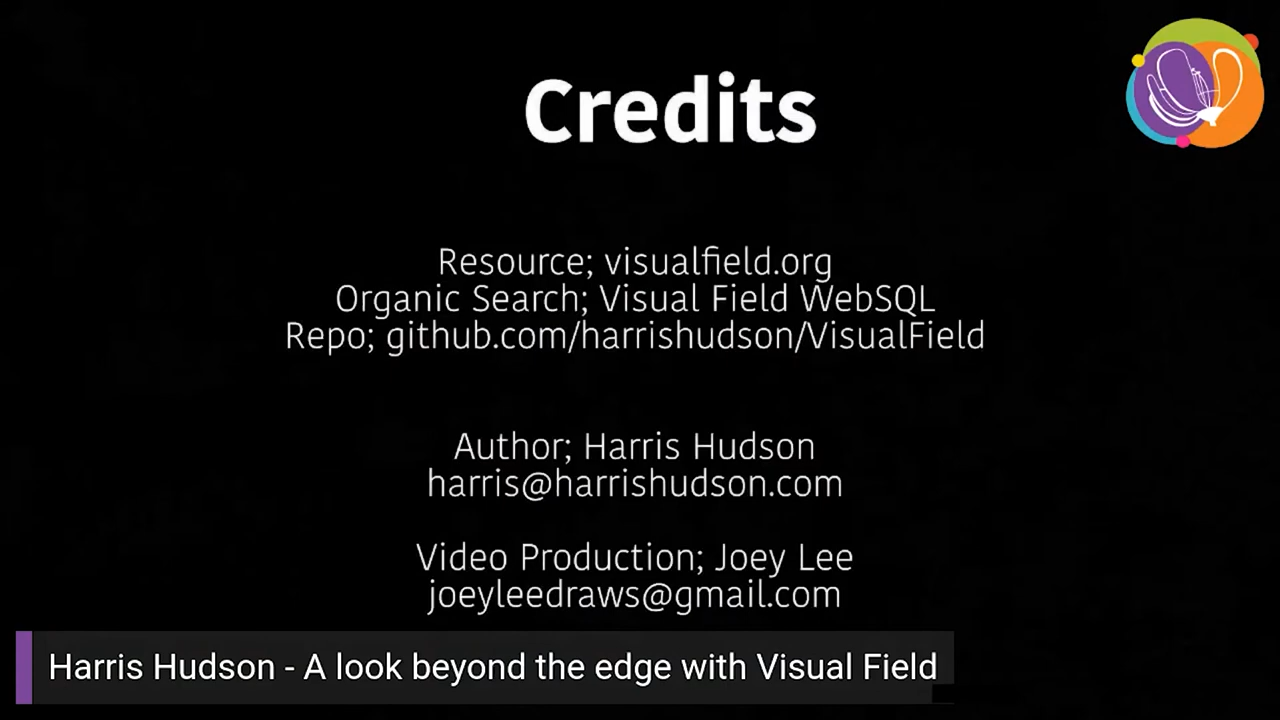 Credits
Resource; visualfield.org
Organic Search; Visual Field WebSQL
Repo; github.com/harrishudson/VisualField
Author; Harris Hudson
harris@harrishudson.com
Video Production; Joey Lee
joeyleedraws@gmail.com
Harris Hudson - A look beyond the edge with Visual Field